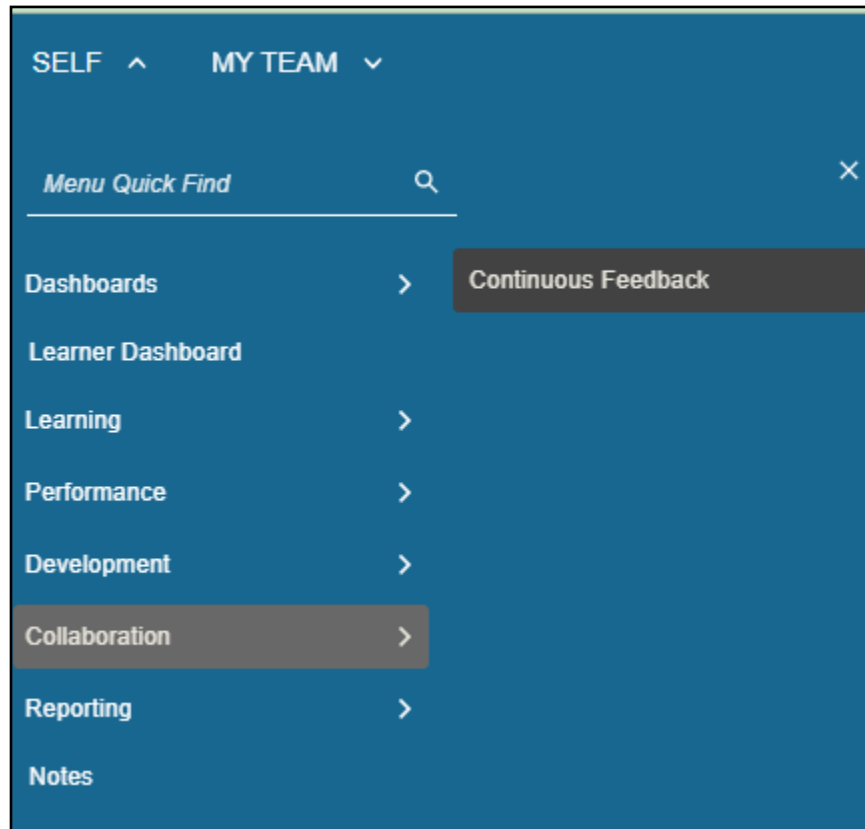 SELF MY TEAM
Menu Quick Find
Dashboards
Learner Dashboard
Learning
Performance
Development
Collaboration
Reporting
Notes
Continuous Feedback